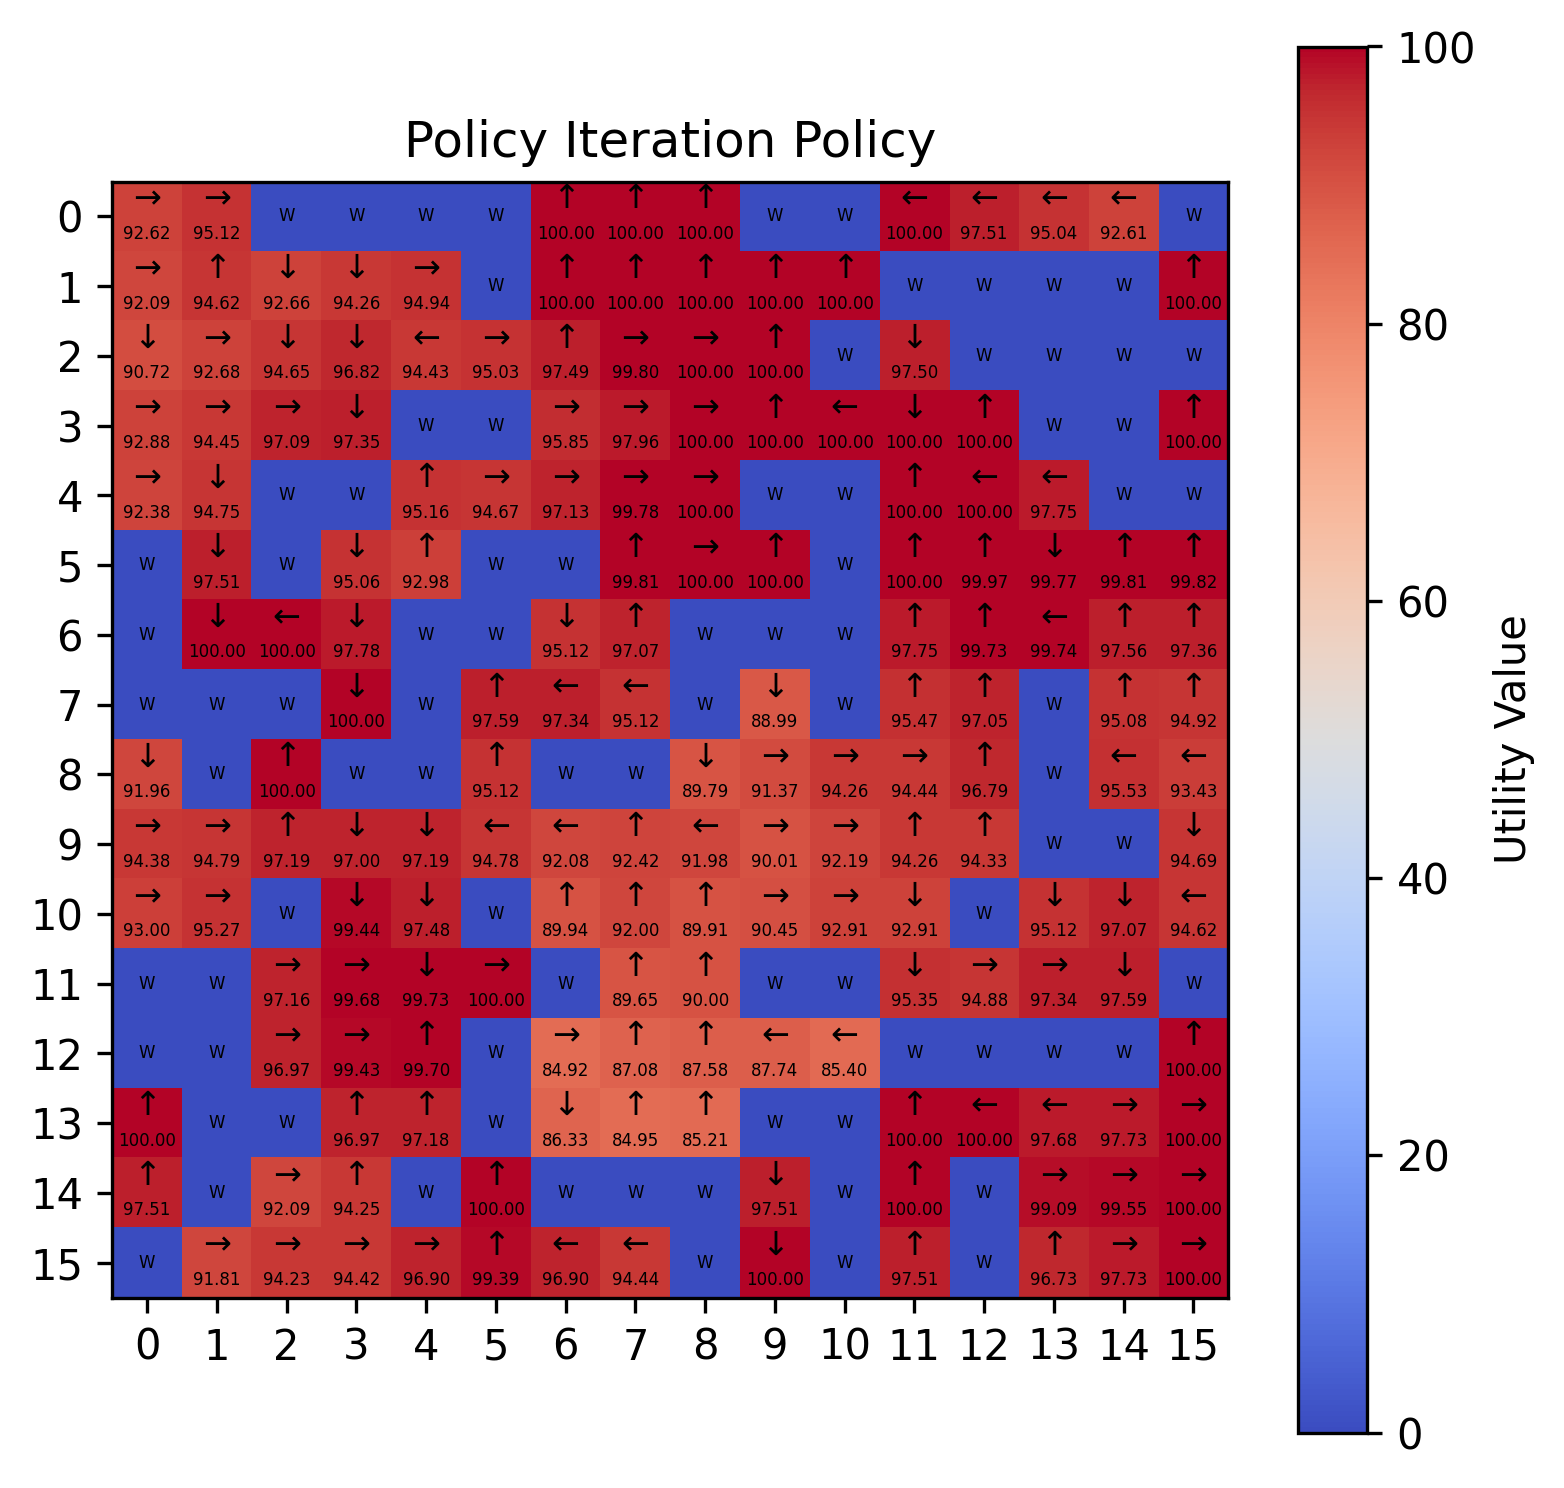 Policy Iteration Policy
100
80
60
40
20
0
Utility Value
0 → → W W W W ↑ ↑ ↑ W W ← ← ← ← W
92.62 95.12 100.00 100.00 100.00 100.00 97.51 95.04 92.61
1 → ↑ ↓ ↓ → W ↑ ↑ ↑ ↑ ↑ W W W W ↑
92.09 94.62 92.66 94.26 94.94 100.00 100.00 100.00 100.00 100.00 100.00
2 ↓ → ↓ ↓ ← → ↑ → → ↑ W ↓ W W W W
90.72 92.68 94.65 96.82 94.43 95.03 97.49 99.80 100.00 100.00 97.50
3 → → → ↓ W W → → → ↑ ← ↓ ↑ W W ↑
92.88 94.45 97.09 97.35 95.85 97.96 100.00 100.00 100.00 100.00 100.00 100.00
4 → ↓ W W ↑ → → → → W W ↑ ← ← W W
92.38 94.75 95.16 94.67 97.13 99.78 100.00 100.00 100.00 97.75
5 W ↓ W ↓ ↑ W W ↑ → ↑ W ↑ ↑ ↓ ↑ ↑
97.51 95.06 92.98 99.81 100.00 100.00 100.00 99.97 99.77 99.81 99.82
6 W ↓ ← ↓ W W ↓ ↑ W W W ↑ ↑ ← ↑ ↑
100.00 100.00 97.78 95.12 97.07 97.75 99.73 99.74 97.56 97.36
7 W W W ↓ W ↑ ← ← W ↓ W ↑ ↑ W ↑ ↑
100.00 97.59 97.34 95.12 88.99 95.47 97.05 95.08 94.92
8 ↓ W ↑ W W ↑ W W ↓ → → → ↑ W ← ←
91.96 100.00 95.12 89.79 91.37 94.26 94.44 96.79 95.53 93.43
9 → → ↑ ↓ ↓ ← ← ↑ ← → → ↑ ↑ W W ↓
94.38 94.79 97.19 97.00 97.19 94.78 92.08 92.42 91.98 90.01 92.19 94.26 94.33 94.69
10 → → W ↓ ↓ W ↑ ↑ ↑ → → ↓ W ↓ ↓ ←
93.00 95.27 99.44 97.48 89.94 92.00 89.91 90.45 92.91 92.91 95.12 97.07 94.62
11 W W → → ↓ → W ↑ ↑ W W ↓ → → ↓ W
97.16 99.68 99.73 100.00 89.65 90.00 95.35 94.88 97.34 97.59
12 W W → → ↑ W → ↑ ↑ ← ← W W W W ↑
96.97 99.43 99.70 84.92 87.08 87.58 87.74 85.40 100.00
13 ↑ W W ↑ ↑ W ↓ ↑ ↑ W W ↑ ← ← → →
100.00 96.97 97.18 86.33 84.95 85.21 100.00 100.00 97.68 97.73 100.00
14 ↑ W → ↑ W ↑ W W W ↓ W ↑ W → → →
97.51 92.09 94.25 100.00 97.51 100.00 99.09 99.55 100.00
15 W → → → → ↑ ← ← W ↓ W ↑ W ↑ → →
91.81 94.23 94.42 96.90 99.39 96.90 94.44 100.00 97.51 96.73 97.73 100.00
0 1 2 3 4 5 6 7 8 9 10 11 12 13 14 15